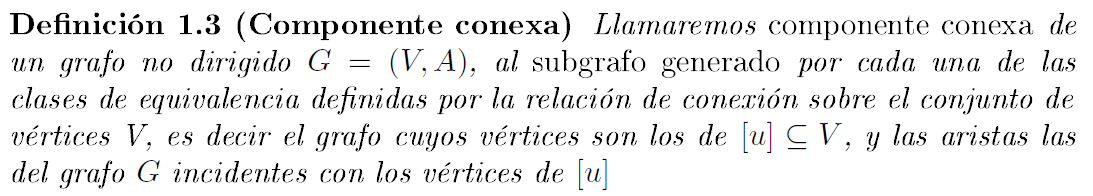 Definición 1.3 (Componente conexa) Llamaremos componente conexa de
un grafo no dirigido G = (V, A), al subgrafo generado por cada una de las
clases de equivalencia definidas por la relación de conexión sobre el conjunto de
vértices V, es decir el grafo cuyos vértices son los de [u] ⊆ V, y las aristas las
del grafo G incidentes con los vértices de [u]